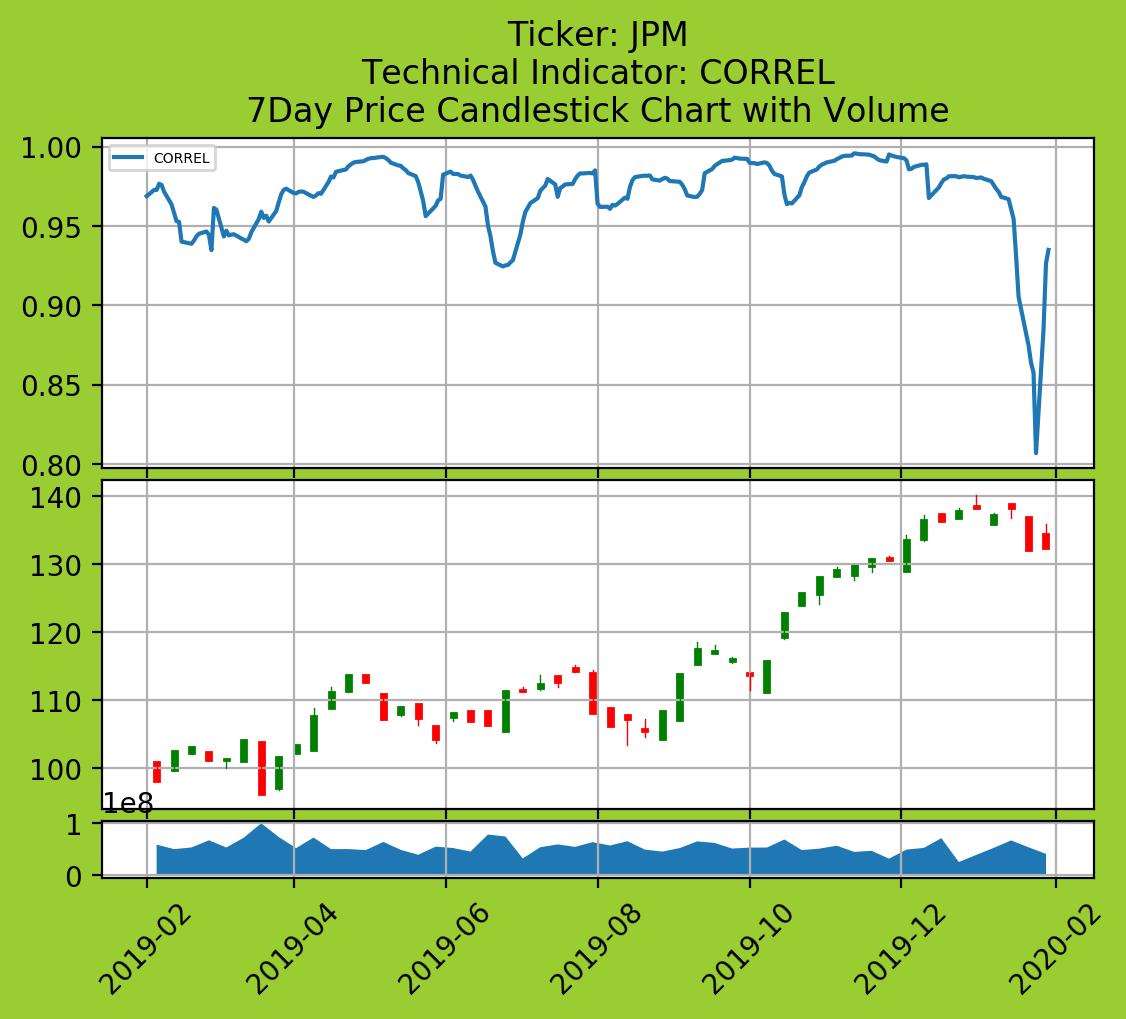 Ticker: JPM
Technical Indicator: CORREL
7Day Price Candlestick Chart with Volume
1.00
CORREL
0.95
0.90
0.85
0.80
140
130
120
110
100
1e8
1
0
2019-02 2019-04 2019-06 2019-08 2019-10 2019-12 2020-02